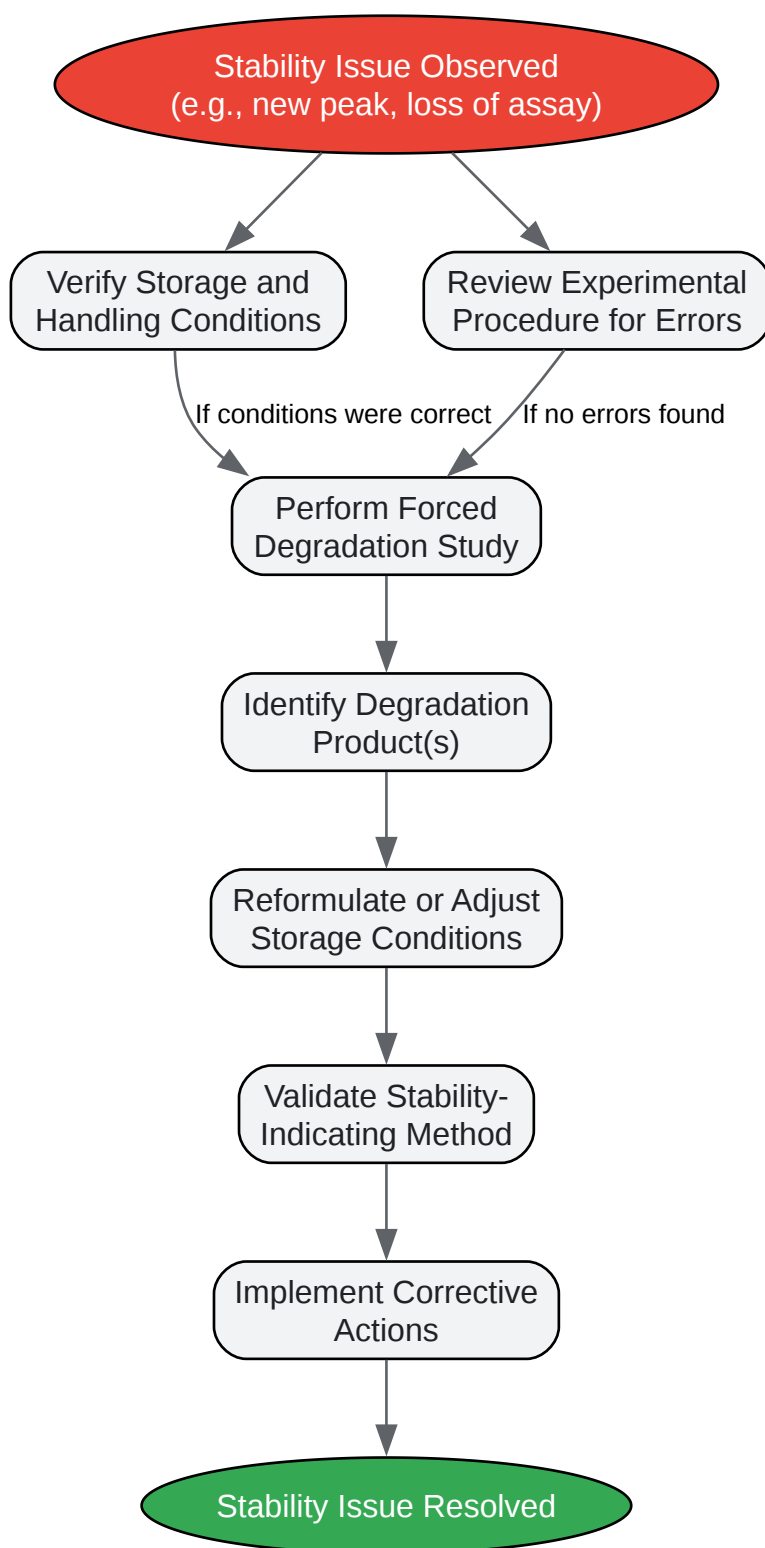 Stability Issue Observed
(e.g., new peak, loss of assay)
Verify Storage and
Handling Conditions
Review Experimental
Procedure for Errors
If conditions were correct
If no errors found
Perform Forced
Degradation Study
Identify Degradation
Product(s)
Reformulate or Adjust
Storage Conditions
Validate Stability-
Indicating Method
Implement Corrective
Actions
Stability Issue Resolved